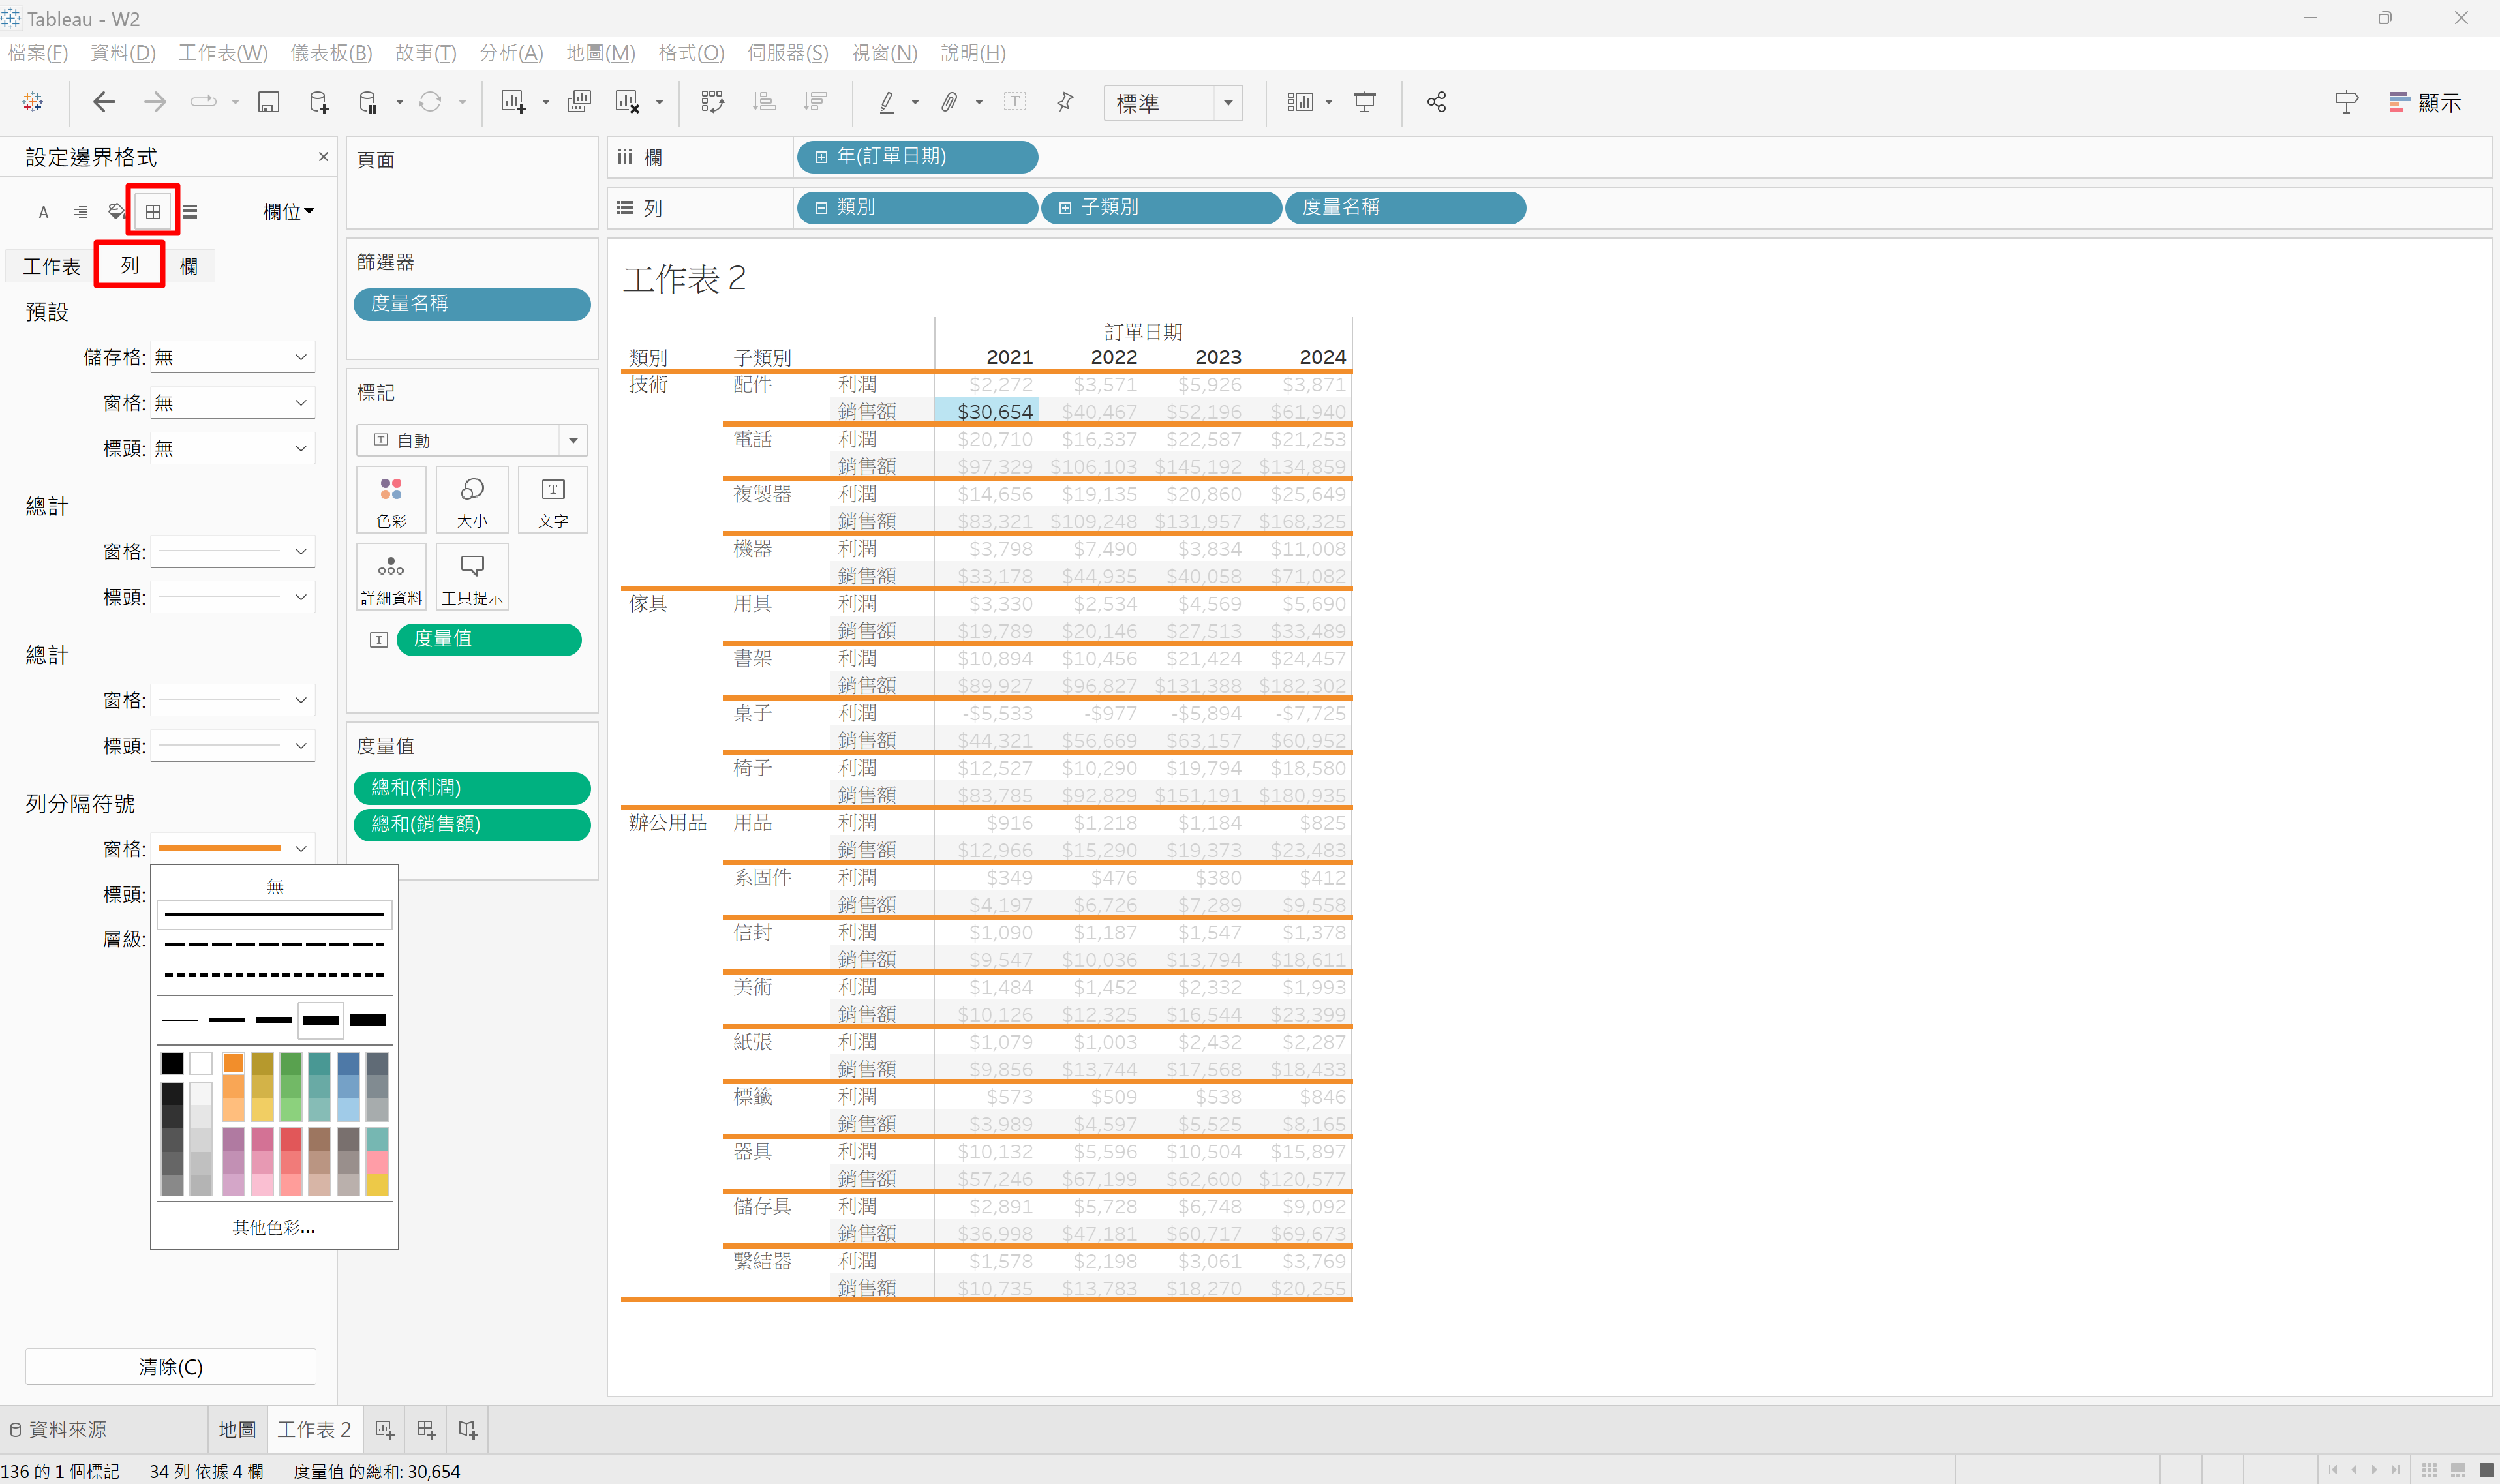 Tableau - W2
檔案(F) 資料(D) 工作表(W) 儀表板(B) 故事(T) 分析(A) 地圖(M) 格式(O) 伺服器(S) 視窗(N) 說明(H)
標準 顯示
設定邊界格式
欄位
工作表 列 欄
預設
儲存格: 無
窗格: 無
標頭: 無
總計
窗格:
標頭:
總計
窗格:
標頭:
列分隔符號
窗格:
標頭:
層級:
無
其他色彩...
清除(C)
頁面
篩選器
度量名稱
標記
自動
色彩 大小 文字
詳細資料 工具提示
度量值
度量值
總和(利潤)
總和(銷售額)
欄 年(訂單日期)
列 類別 子類別 度量名稱
工作表 2
訂單日期
類別 子類別 2021 2022 2023 2024
技術 配件 利潤 $2,272 $3,571 $5,926 $3,871
銷售額 $30,654 $40,467 $52,196 $61,940
電話 利潤 $20,710 $16,337 $22,587 $21,253
銷售額 $97,329 $106,103 $145,192 $134,859
複製器 利潤 $14,656 $19,135 $20,860 $25,649
銷售額 $83,321 $109,248 $131,957 $168,325
機器 利潤 $3,798 $7,490 $3,834 $11,008
銷售額 $33,178 $44,935 $40,058 $71,082
傢具 用具 利潤 $3,330 $2,534 $4,569 $5,690
銷售額 $19,789 $20,146 $27,513 $33,489
書架 利潤 $10,894 $10,456 $21,424 $24,457
銷售額 $89,927 $96,827 $131,388 $182,302
桌子 利潤 -$5,533 -$977 -$5,894 -$7,725
銷售額 $44,321 $56,669 $63,157 $60,952
椅子 利潤 $12,527 $10,290 $19,794 $18,580
銷售額 $83,785 $92,829 $151,191 $180,935
辦公用品 用品 利潤 $916 $1,218 $1,184 $825
銷售額 $12,966 $15,290 $19,373 $23,483
系固件 利潤 $349 $476 $380 $412
銷售額 $4,197 $6,726 $7,289 $9,558
信封 利潤 $1,090 $1,187 $1,547 $1,378
銷售額 $9,547 $10,036 $13,794 $18,611
美術 利潤 $1,484 $1,452 $2,332 $1,993
銷售額 $10,126 $12,325 $16,544 $23,399
紙張 利潤 $1,079 $1,003 $2,432 $2,287
銷售額 $9,856 $13,744 $17,568 $18,433
標籤 利潤 $573 $509 $538 $846
銷售額 $3,989 $4,597 $5,525 $8,165
器具 利潤 $10,132 $5,596 $10,504 $15,897
銷售額 $57,246 $67,199 $62,600 $120,577
儲存具 利潤 $2,891 $5,728 $6,748 $9,092
銷售額 $36,998 $47,181 $60,717 $69,673
繫結器 利潤 $1,578 $2,198 $3,061 $3,769
銷售額 $10,735 $13,783 $18,270 $20,255
資料來源 地圖 工作表 2
136 的 1 個標記 34 列 依據 4 欄 度量值 的總和: 30,654